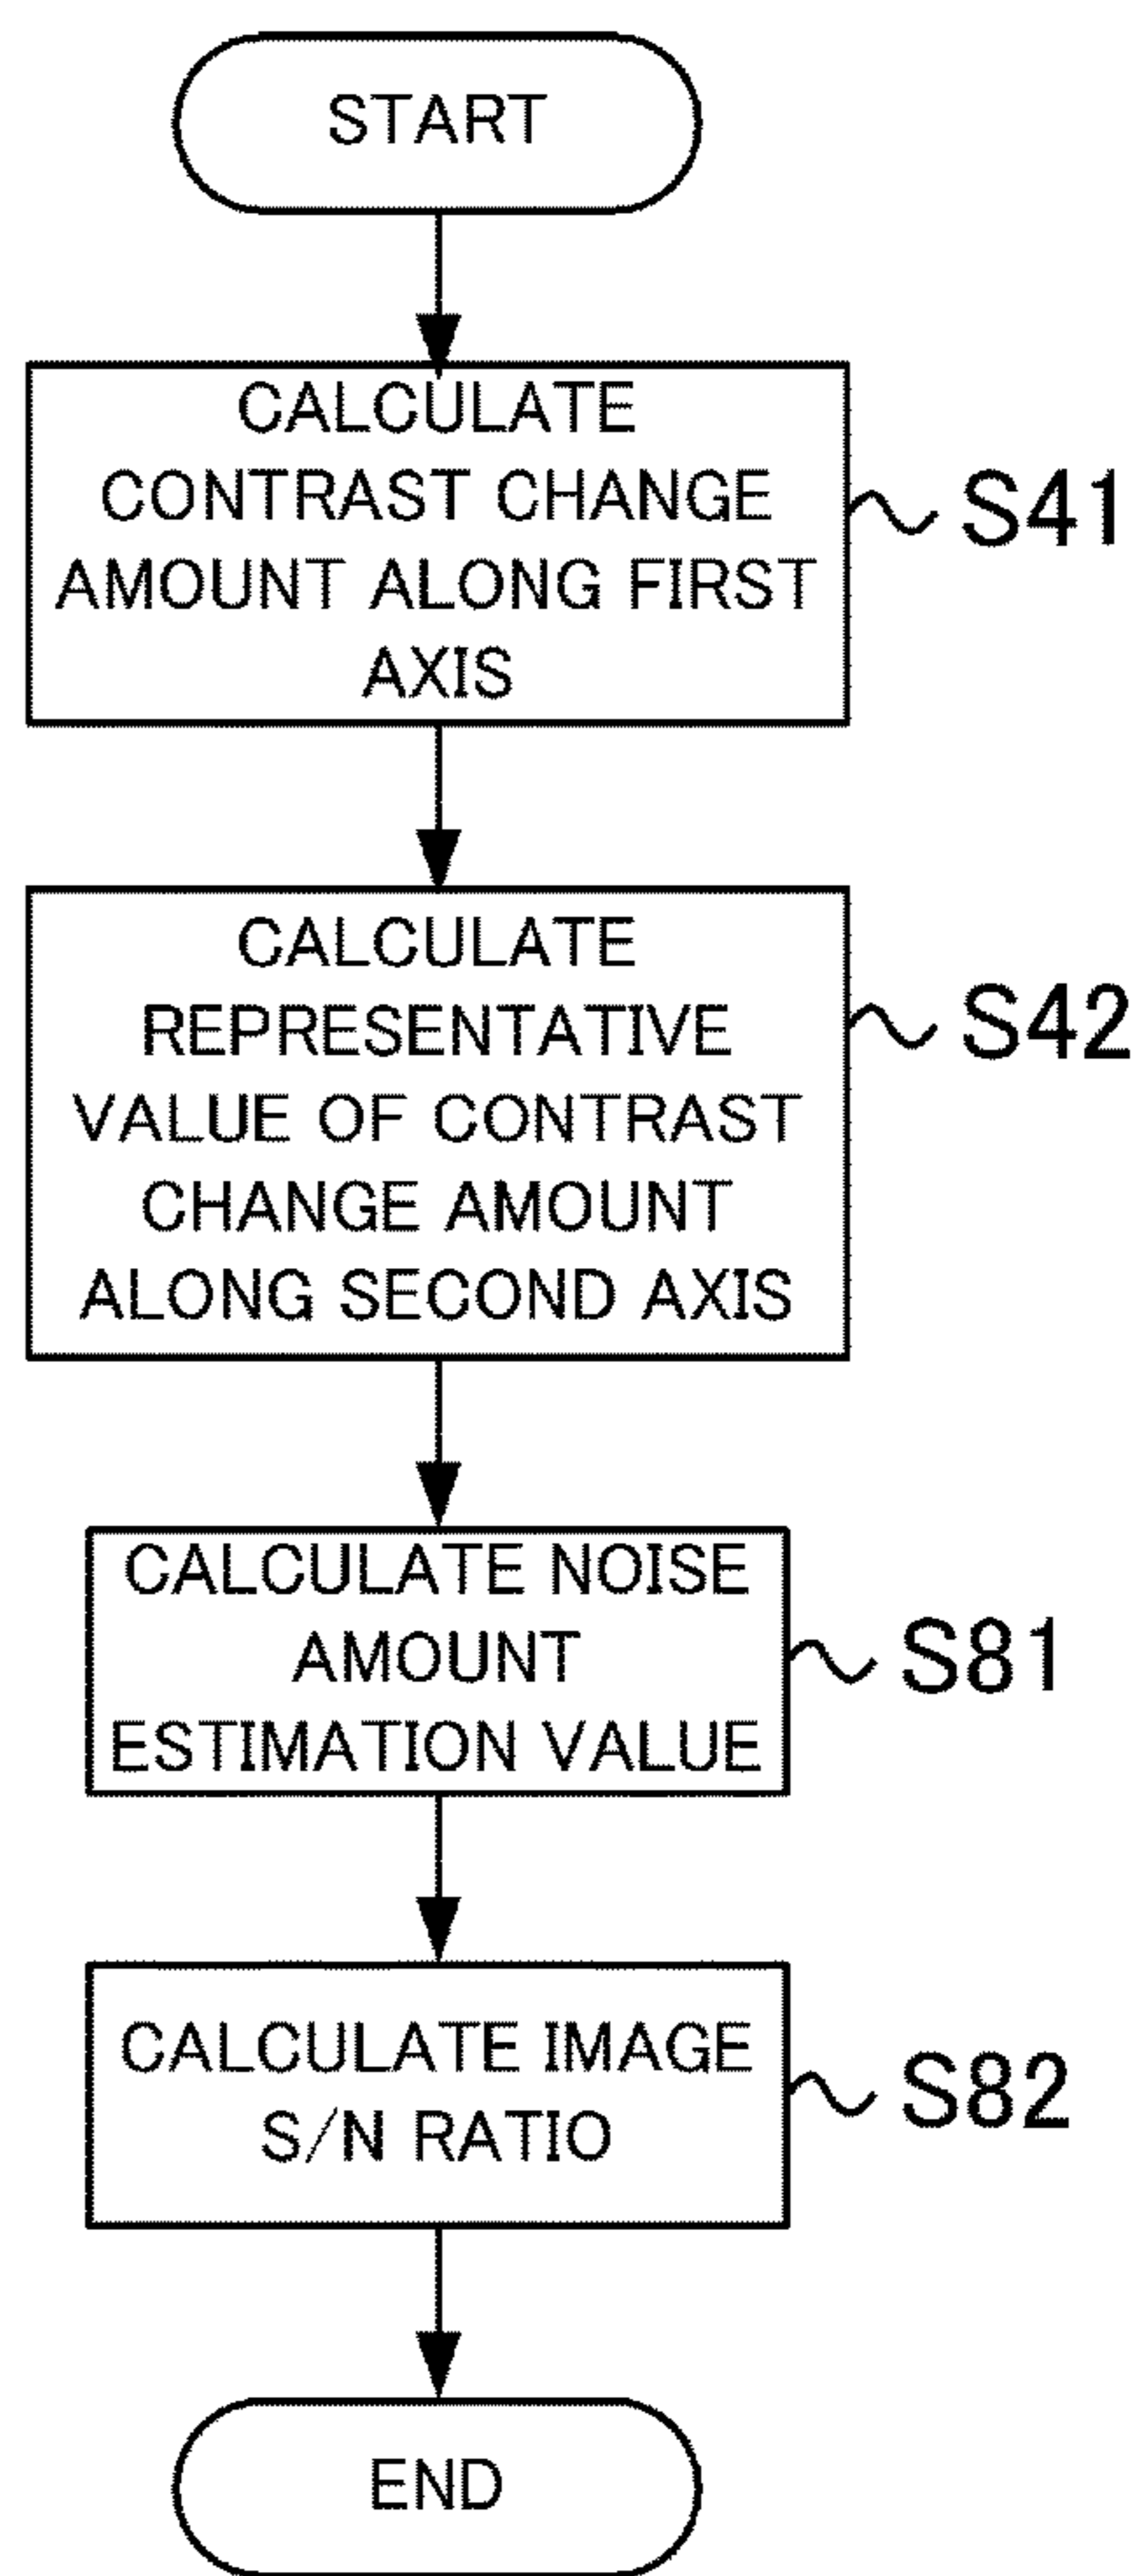 START
CALCULATE
CONTRAST CHANGE
AMOUNT ALONG FIRST
AXIS
S41
CALCULATE
REPRESENTATIVE
VALUE OF CONTRAST
CHANGE AMOUNT
ALONG SECOND AXIS
S42
CALCULATE NOISE
AMOUNT
ESTIMATION VALUE
S81
CALCULATE IMAGE
S/N RATIO
S82
END